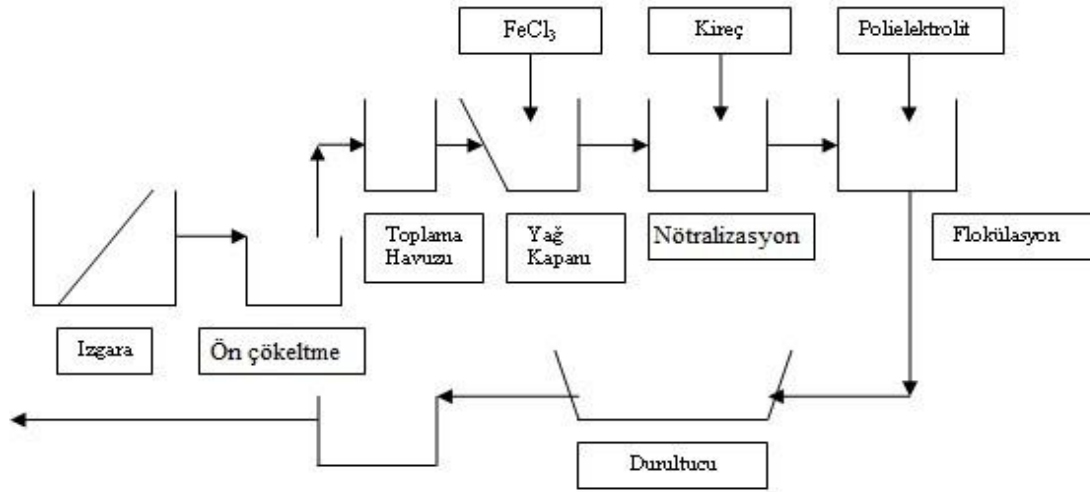 FeCl₃
Kireç
Polielektrolit
Toplama
Havuzu
Yağ
Kapanı
Nötralizasyon
Flokülasyon
Izgara
Ön çökeltme
Durultucu